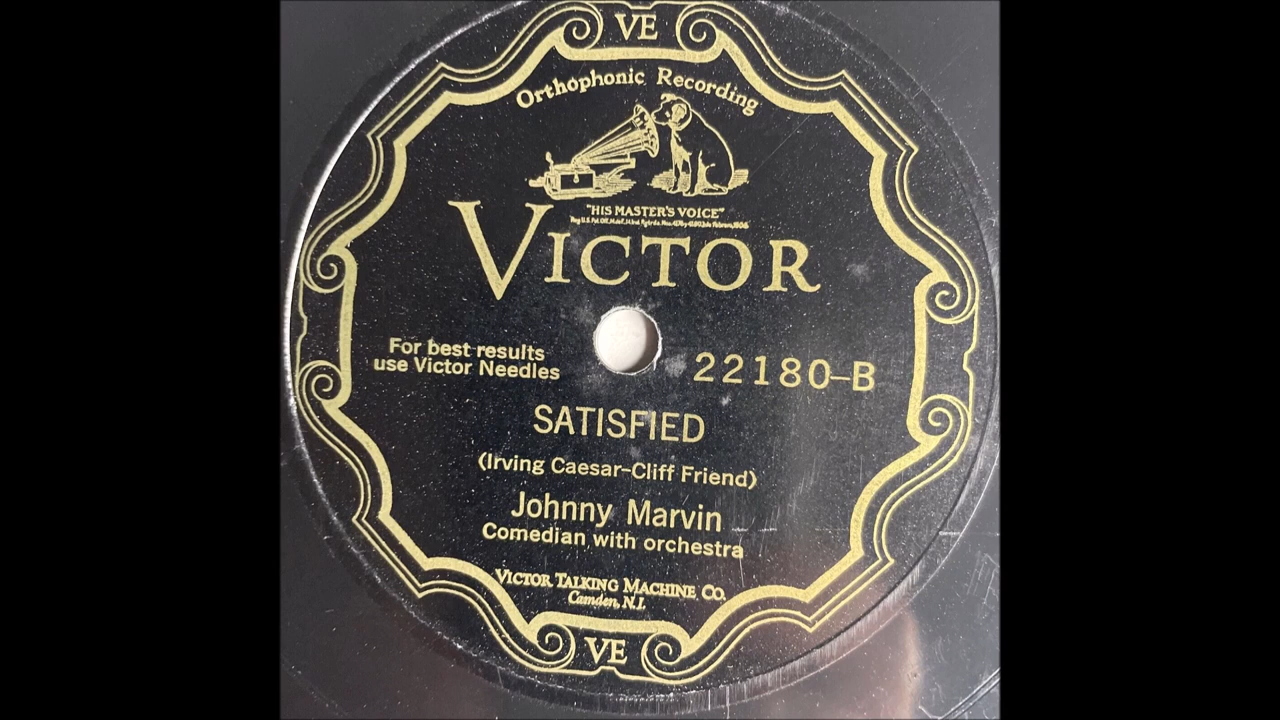 VE
Orthophonic Recording
"HIS MASTER'S VOICE"
VICTOR
For best results
use Victor Needles
22180-B
SATISFIED
(Irving Caesar-Cliff Friend)
Johnny Marvin
Comedian with orchestra
VICTOR TALKING MACHINE CO.
Camden, N.J.
VE